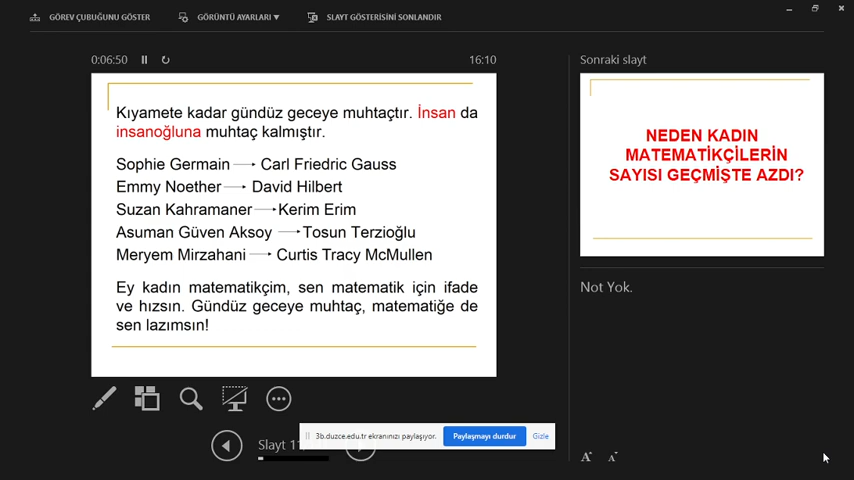 GÖREV ÇUBUĞUNU GÖSTER
GÖRÜNTÜ AYARLARI ▼
SLAYT GÖSTERİSİNİ SONLANDIR
0:06:50
16:10
Kıyamete kadar gündüz geceye muhtaçtır. İnsan da
insanoğluna muhtaç kalmıştır.
Sophie Germain → Carl Friedric Gauss
Emmy Noether → David Hilbert
Suzan Kahramaner → Kerim Erim
Asuman Güven Aksoy → Tosun Terzioğlu
Meryem Mirzahani → Curtis Tracy McMullen
Ey kadın matematikçim, sen matematik için ifade
ve hızsın. Gündüz geceye muhtaç, matematiğe de
sen lazımsın!
Sonraki slayt
NEDEN KADIN
MATEMATİKÇİLERİN
SAYISI GEÇMİŞTE AZDI?
Not Yok.
Slayt 11
3b.duzce.edu.tr ekranınızı paylaşıyor.
Paylaşmayı durdur
Gizle
A
A